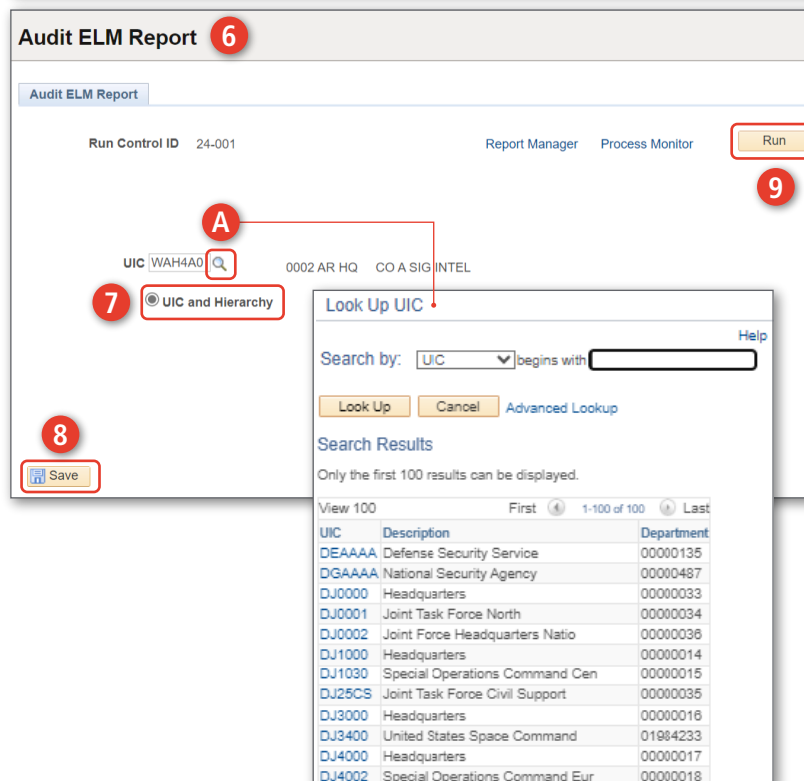 Audit ELM Report 6
Audit ELM Report
Run Control ID 24-001 Report Manager Process Monitor Run
9
A
UIC WAH4A0 0002 AR HQ CO A SIG INTEL
7 UIC and Hierarchy
8
Save
Look Up UIC
Help
Search by: UIC begins with
Look Up Cancel Advanced Lookup
Search Results
Only the first 100 results can be displayed.
View 100 First 1-100 of 100 Last
UIC Description Department
DEAAAA Defense Security Service 00000135
DGAAAA National Security Agency 00000487
DJ0000 Headquarters 00000033
DJ0001 Joint Task Force North 00000034
DJ0002 Joint Force Headquarters Natio 00000036
DJ1000 Headquarters 00000014
DJ1030 Special Operations Command Cen 00000015
DJ25CS Joint Task Force Civil Support 00000035
DJ3000 Headquarters 00000016
DJ3400 United States Space Command 01984233
DJ4000 Headquarters 00000017
DJ4002 Special Operations Command Eur 00000018